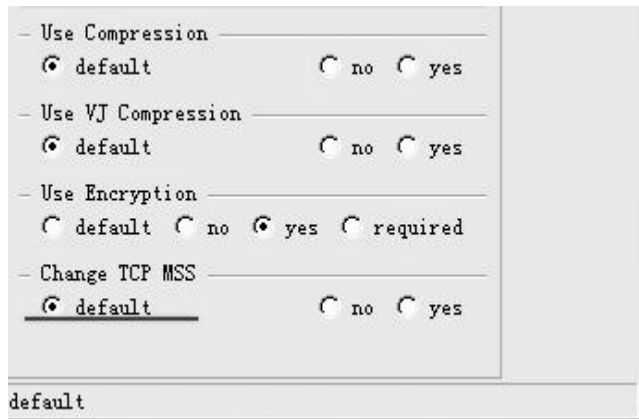 Use Compression
default no yes
Use VJ Compression
default no yes
Use Encryption
default no yes required
Change TCP MSS
default no yes
default